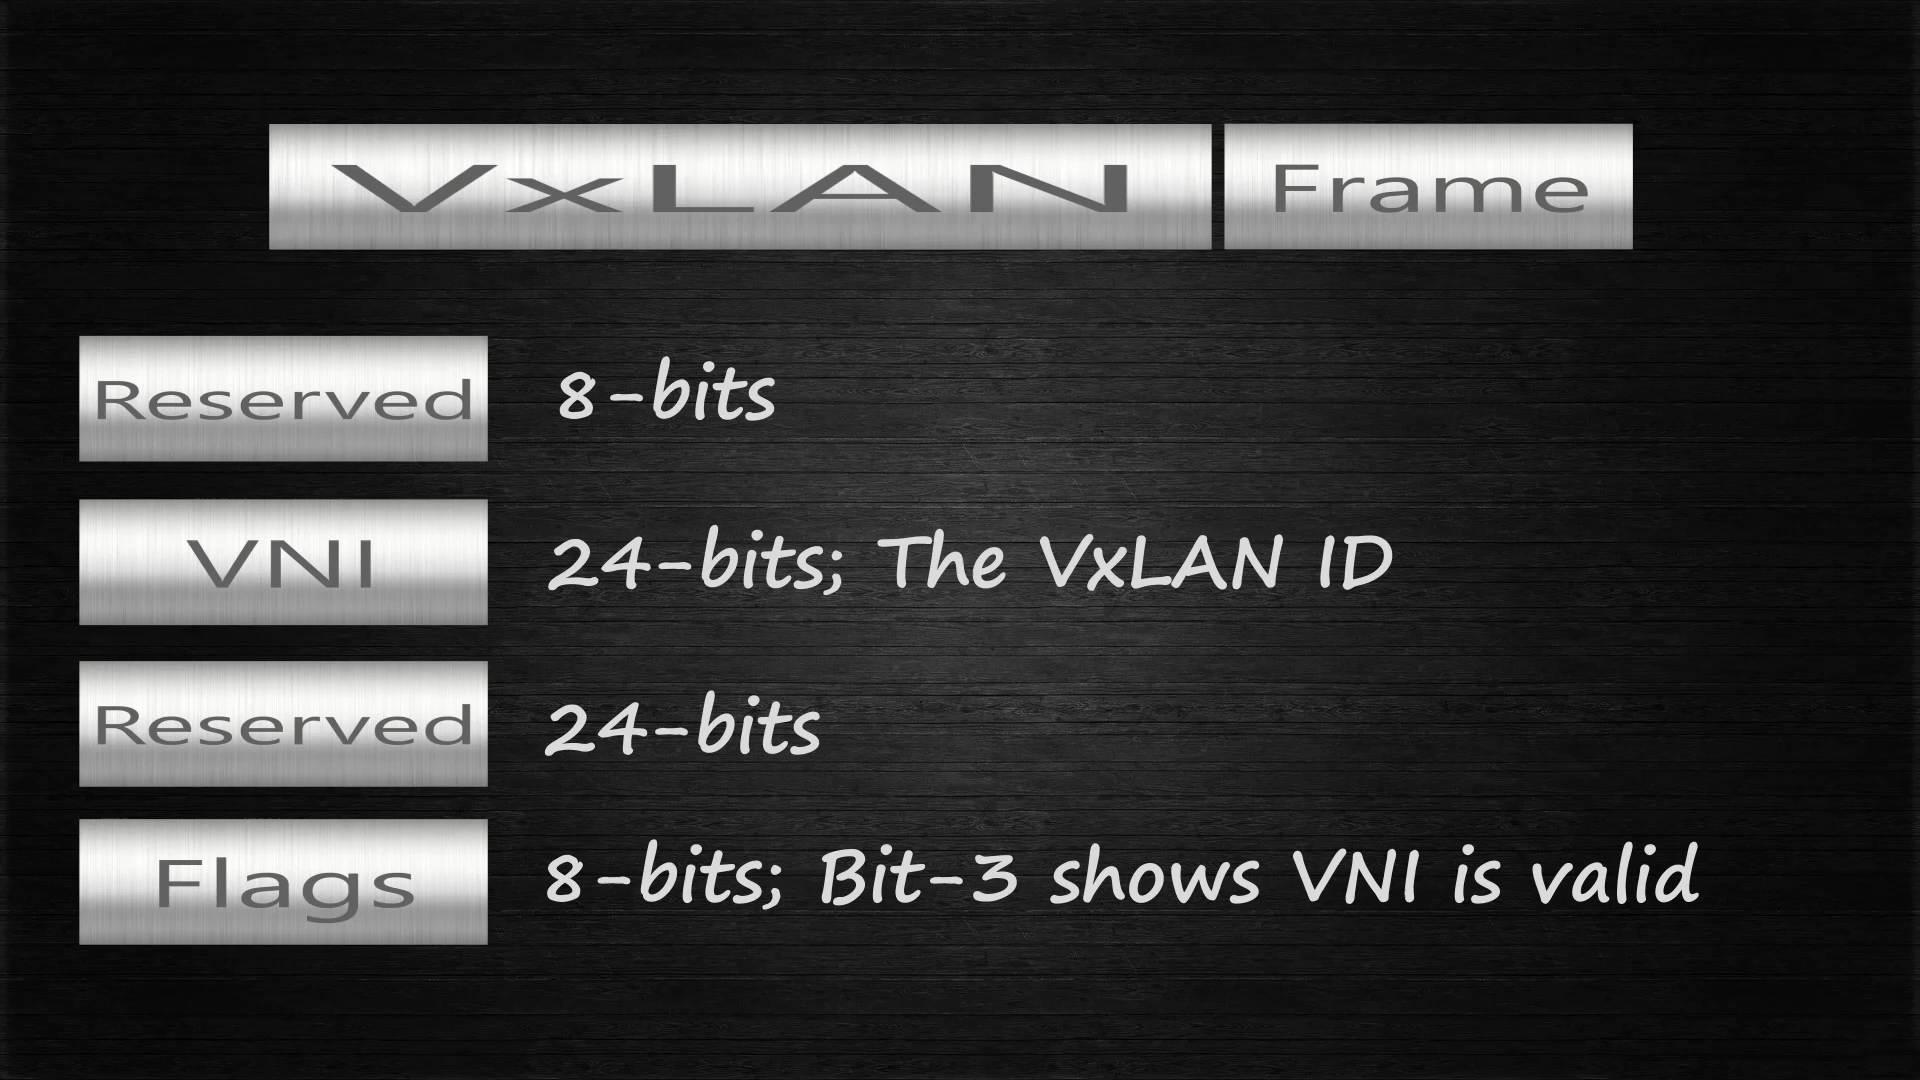 VxLAN Frame
Reserved 8-bits
VNI 24-bits; The VxLAN ID
Reserved 24-bits
Flags 8-bits; Bit-3 shows VNI is valid